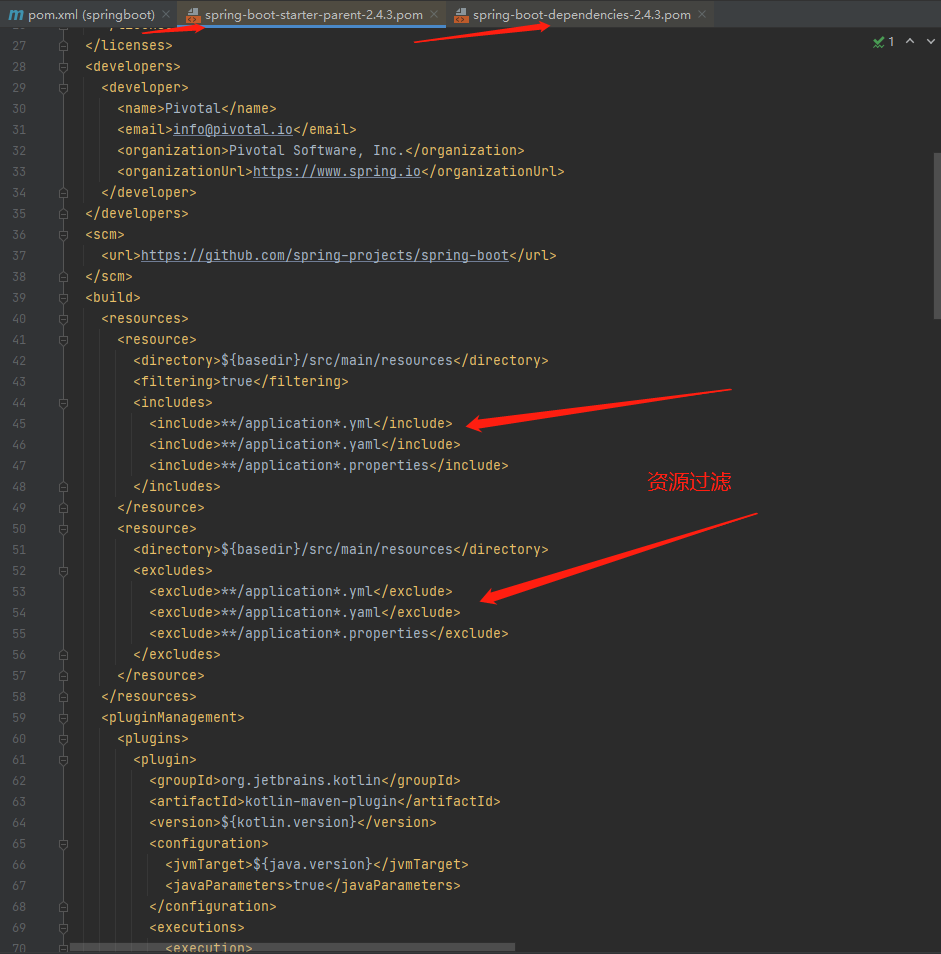 pom.xml (springboot) spring-boot-starter-parent-2.4.3.pom spring-boot-dependencies-2.4.3.pom
27 </licenses> 1
28 <developers>
29 <developer>
30 <name>Pivotal</name>
31 <email>info@pivotal.io</email>
32 <organization>Pivotal Software, Inc.</organization>
33 <organizationUrl>https://www.spring.io</organizationUrl>
34 </developer>
35 </developers>
36 <scm>
37 <url>https://github.com/spring-projects/spring-boot</url>
38 </scm>
39 <build>
40 <resources>
41 <resource>
42 <directory>${basedir}/src/main/resources</directory>
43 <filtering>true</filtering>
44 <includes>
45 <include>**/application*.yml</include>
46 <include>**/application*.yaml</include>
47 <include>**/application*.properties</include>
资源过滤
48 </includes>
49 </resource>
50 <resource>
51 <directory>${basedir}/src/main/resources</directory>
52 <excludes>
53 <exclude>**/application*.yml</exclude>
54 <exclude>**/application*.yaml</exclude>
55 <exclude>**/application*.properties</exclude>
56 </excludes>
57 </resource>
58 </resources>
59 <pluginManagement>
60 <plugins>
61 <plugin>
62 <groupId>org.jetbrains.kotlin</groupId>
63 <artifactId>kotlin-maven-plugin</artifactId>
64 <version>${kotlin.version}</version>
65 <configuration>
66 <jvmTarget>${java.version}</jvmTarget>
67 <javaParameters>true</javaParameters>
68 </configuration>
69 <executions>
70 <execution>